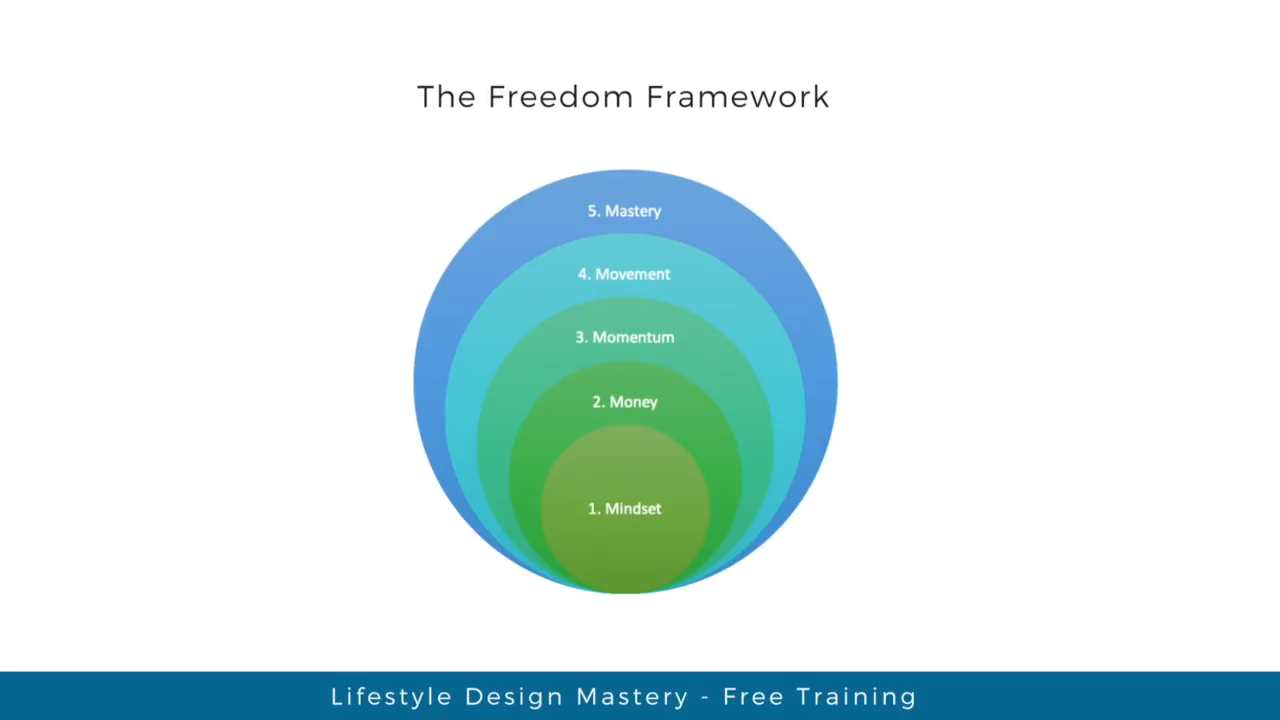 The Freedom Framework
5. Mastery
4. Movement
3. Momentum
2. Money
1. Mindset
Lifestyle Design Mastery - Free Training